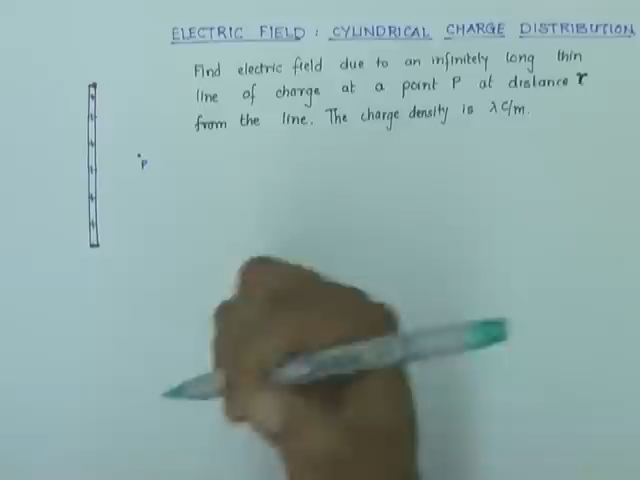 ELECTRIC FIELD : CYLINDRICAL CHARGE DISTRIBUTION
Find electric field due to an infinitely long thin
line of charge at a point P at distance r
from the line. The charge density is λ c/m.
P